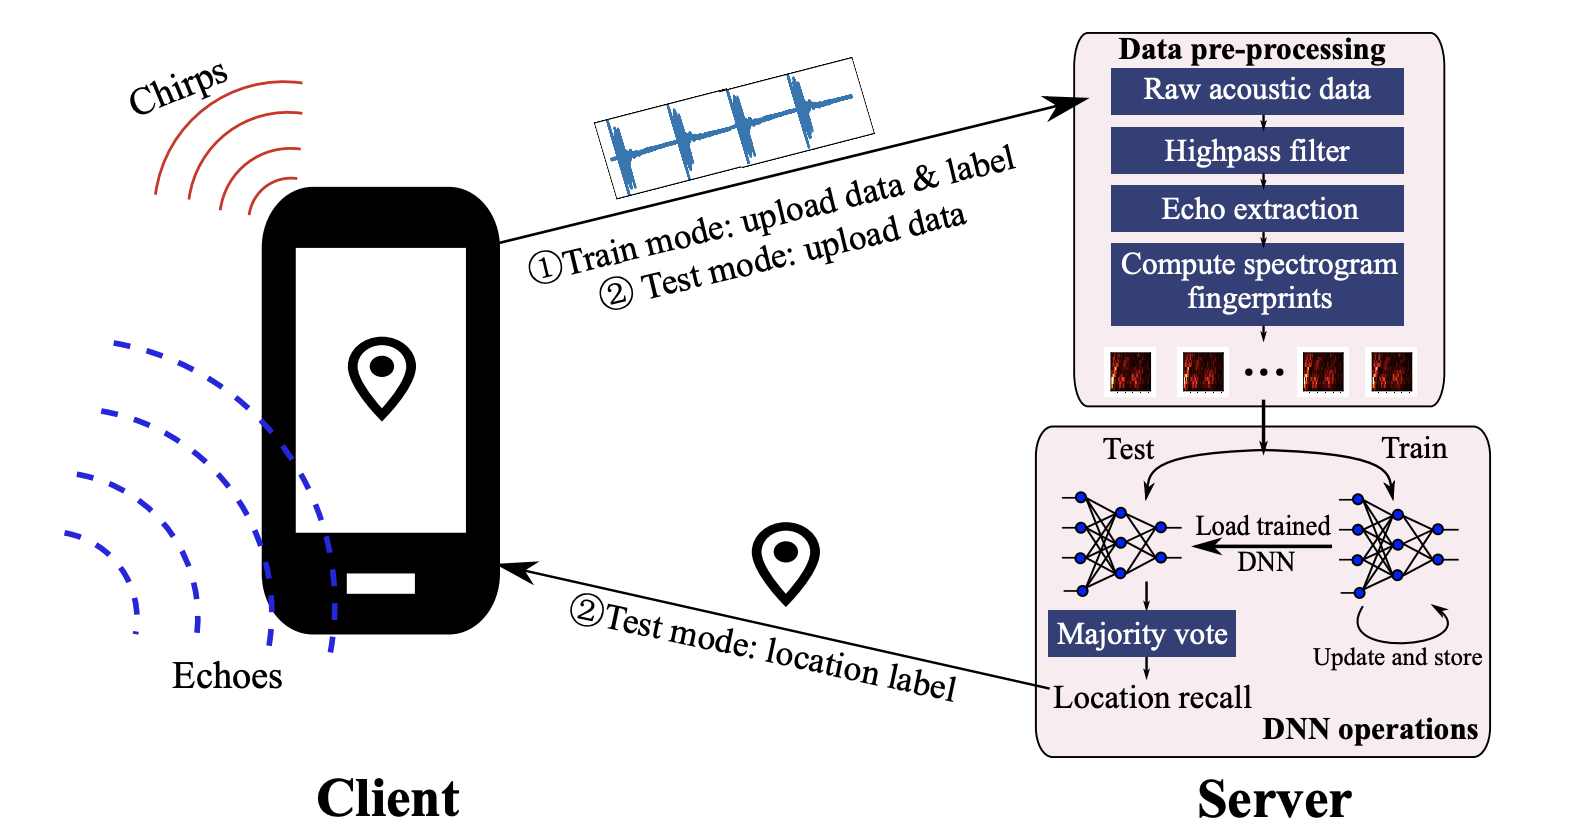 Chirps
①Train mode: upload data & label
② Test mode: upload data
Echoes
②Test mode: location label
Client
Data pre-processing
Raw acoustic data
Highpass filter
Echo extraction
Compute spectrogram
fingerprints
Test
Train
Load trained
DNN
Majority vote
Update and store
Location recall
DNN operations
Server